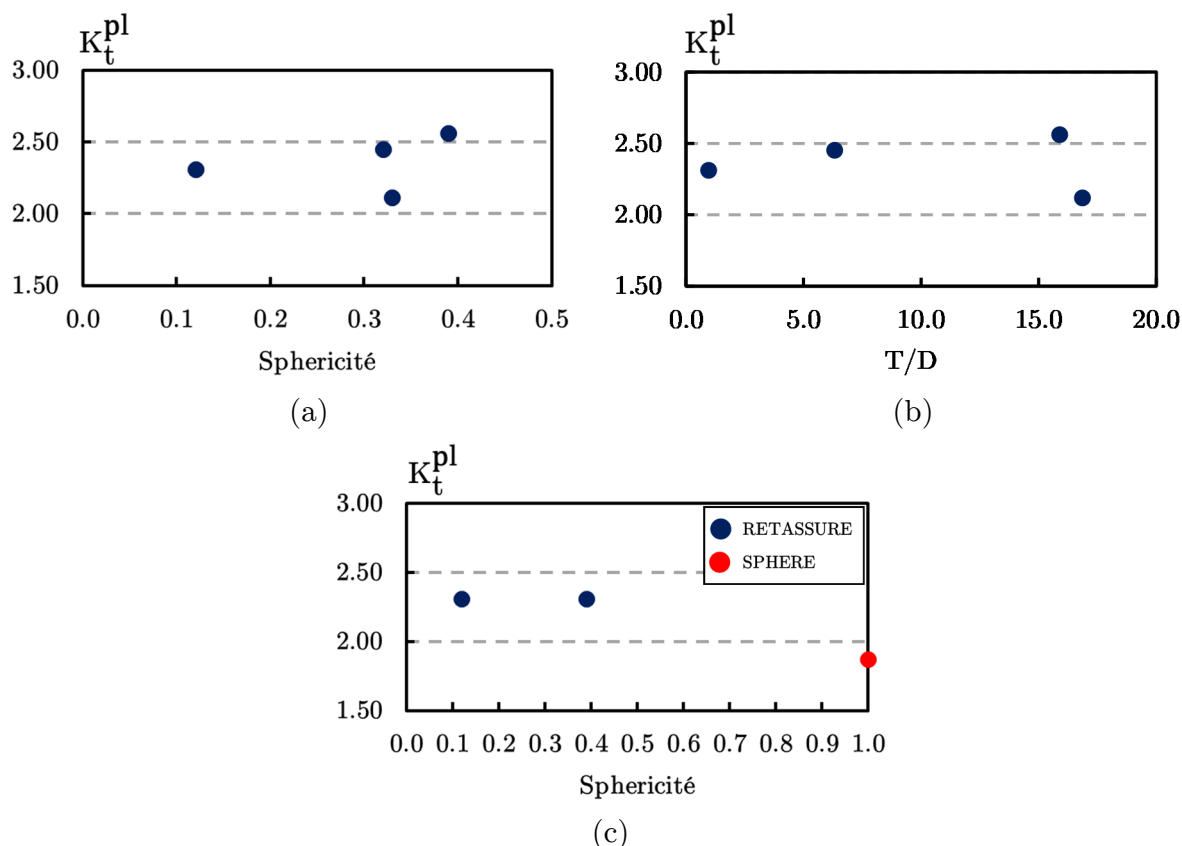 K_t^pl
3.00
2.50
2.00
1.50
0.0 0.1 0.2 0.3 0.4 0.5
Sphericité
(a)
K_t^pl
3.00
2.50
2.00
1.50
0.0 5.0 10.0 15.0 20.0
T/D
(b)
K_t^pl
3.00
2.50
2.00
1.50
RETASSURE
SPHERE
0.0 0.1 0.2 0.3 0.4 0.5 0.6 0.7 0.8 0.9 1.0
Sphericité
(c)